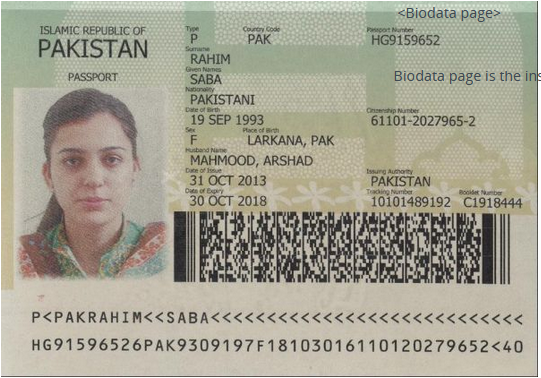 <Biodata page>
ISLAMIC REPUBLIC OF
PAKISTAN
PASSPORT
Type Country Code Passport Number
P PAK HG9159652
Surname
RAHIM
Given Names
SABA
Biodata page is the ins
Nationality
PAKISTANI
Date of Birth Citizenship Number
19 SEP 1993 61101-2027965-2
Sex Place of Birth
F LARKANA, PAK
Husband Name
MAHMOOD, ARSHAD
Date of Issue Issuing Authority
31 OCT 2013 PAKISTAN
Date of Expiry Tracking Number Booklet Number
30 OCT 2018 10101489192 C1918444
P<PAKRAHIM<<SABA<<<<<<<<<<<<<<<<<<<<<<<<<<<<
HG91596526PAK9309197F18103016110120279652<40